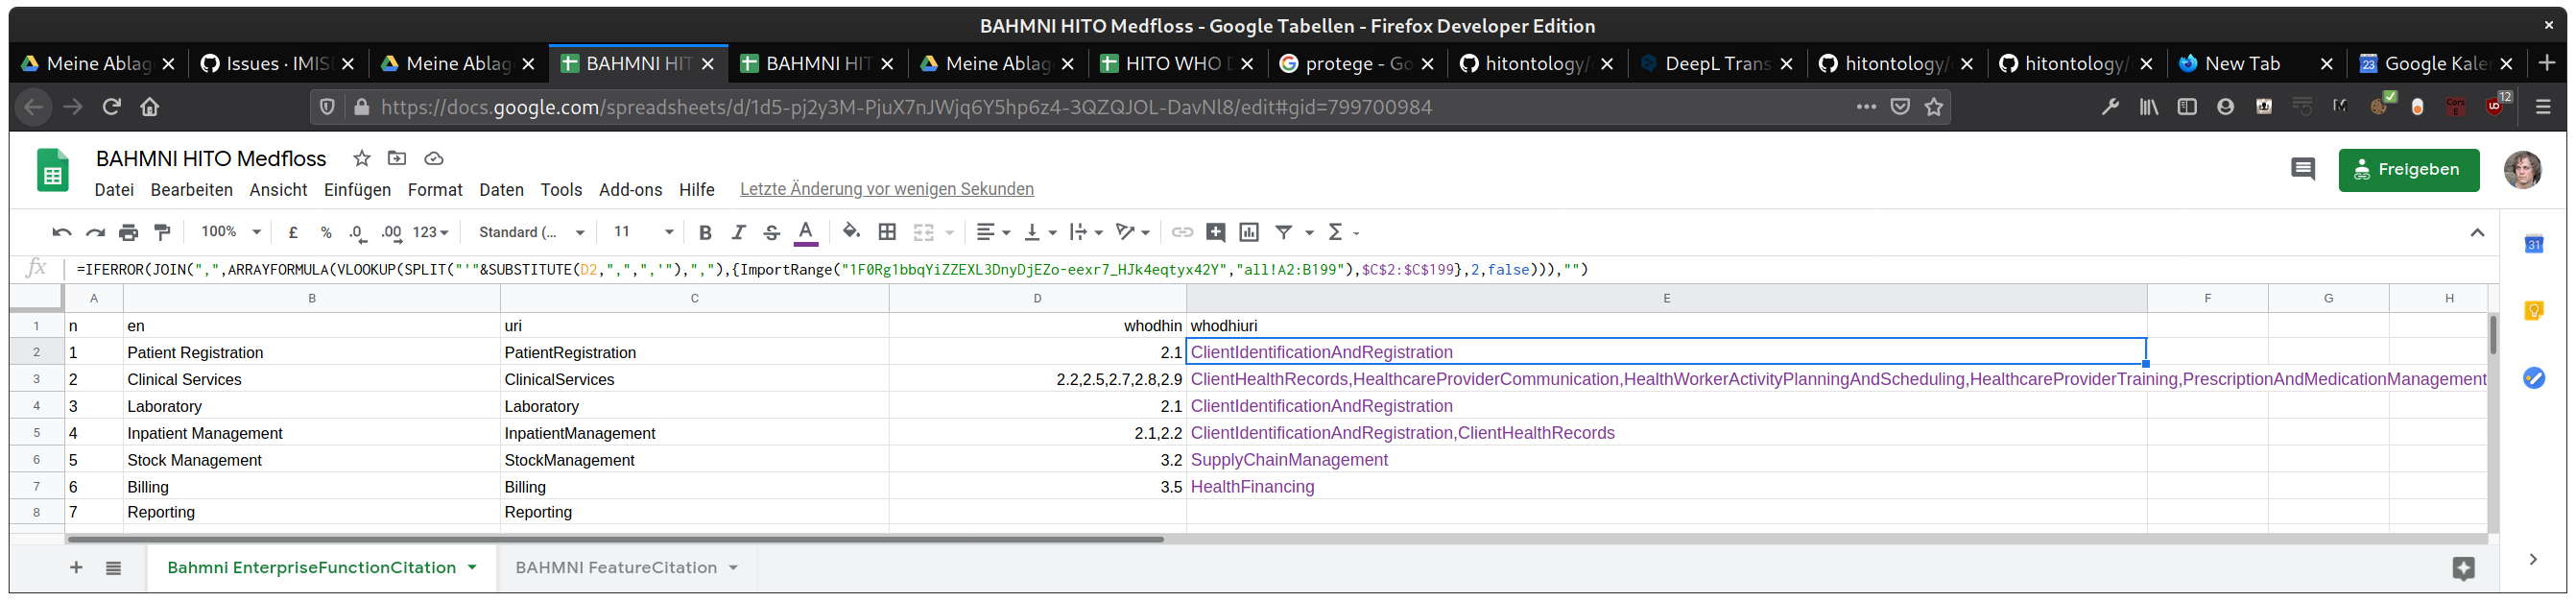 BAHMNI HITO Medfloss - Google Tabellen - Firefox Developer Edition
Meine Ablag Issues · IMIS Meine Ablag BAHMNI HIT BAHMNI HIT Meine Ablag HITO WHO D protege - Go hitontology/ DeepL Trans hitontology/ hitontology/ New Tab 23 Google Kale
https://docs.google.com/spreadsheets/d/1d5-pj2y3M-PjuX7nJWjq6Y5hp6z4-3QZQJOL-DavNl8/edit#gid=799700984 12
BAHMNI HITO Medfloss
Datei Bearbeiten Ansicht Einfügen Format Daten Tools Add-ons Hilfe Letzte Änderung vor wenigen Sekunden Freigeben
100% £ % .0 .00 123 Standard (... 11 B I S A Σ 31
fx =IFERROR(JOIN(",",ARRAYFORMULA(VLOOKUP(SPLIT("'"&SUBSTITUTE(D2,",",",'"),","),{ImportRange("1F0Rg1bbqYiZZEXL3DnyDjEZo-eexr7_HJk4eqtyx42Y","all!A2:B199"),$C$2:$C$199},2,false))),"")
A B C D E F G H
1 n en uri whodhin whodhiuri
2 1 Patient Registration PatientRegistration 2.1 ClientIdentificationAndRegistration
3 2 Clinical Services ClinicalServices 2.2,2.5,2.7,2.8,2.9 ClientHealthRecords,HealthcareProviderCommunication,HealthWorkerActivityPlanningAndScheduling,HealthcareProviderTraining,PrescriptionAndMedicationManagement
4 3 Laboratory Laboratory 2.1 ClientIdentificationAndRegistration
5 4 Inpatient Management InpatientManagement 2.1,2.2 ClientIdentificationAndRegistration,ClientHealthRecords
6 5 Stock Management StockManagement 3.2 SupplyChainManagement
7 6 Billing Billing 3.5 HealthFinancing
8 7 Reporting Reporting
Bahmni EnterpriseFunctionCitation BAHMNI FeatureCitation